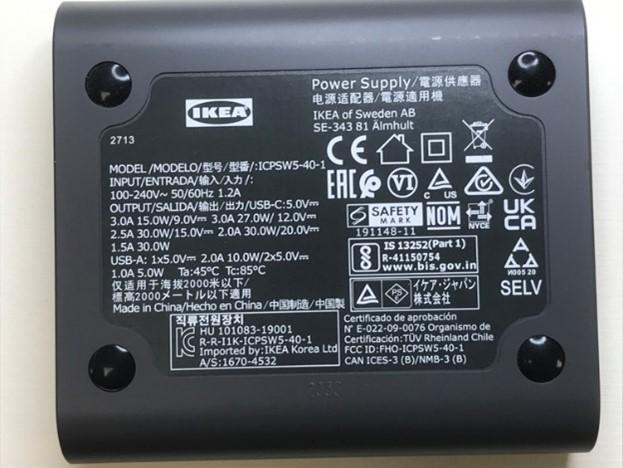 IKEA
2713
Power Supply/電源供應器
电源适配器/電源適用機
IKEA of Sweden AB
SE-343 81 Älmhult
MODEL/MODELO/型号/型番/:ICPSW5-40-1
INPUT/ENTRADA/输入/入力/:
100-240V~ 50/60Hz 1.2A
OUTPUT/SALIDA/输出/出力/USB-C:5.0V⎓
3.0A 15.0W/9.0V⎓ 3.0A 27.0W/ 12.0V⎓
2.5A 30.0W/15.0V⎓ 2.0A 30.0W/20.0V⎓
1.5A 30.0W
USB-A: 1x5.0V⎓ 2.0A 10.0W/2x5.0V⎓
1.0A 5.0W Ta:45°C Tc:85°C
仅适用于海拔2000米以下/
標高2000メートル以下適用
Made in China/Hecho en China/中国制造/中国製
CE
EAC
VI
C US
SAFETY
MARK
191148-11
NOM
NYCE
UK
CA
IS 13252(Part 1)
R-41150754
www.bis.gov.in
SELV
PS
E
イケア・ジャパン
株式会社
직류전원장치
HU 101083-19001
R-R-I1K-ICPSW5-40-1
Imported by:IKEA Korea Ltd
A/S:1670-4532
Certificado de aprobación
N° E-022-09-0076 Organismo de
Certificación:TÜV Rheinland Chile
FCC ID:FHO-ICPSW5-40-1
CAN ICES-3 (B)/NMB-3 (B)